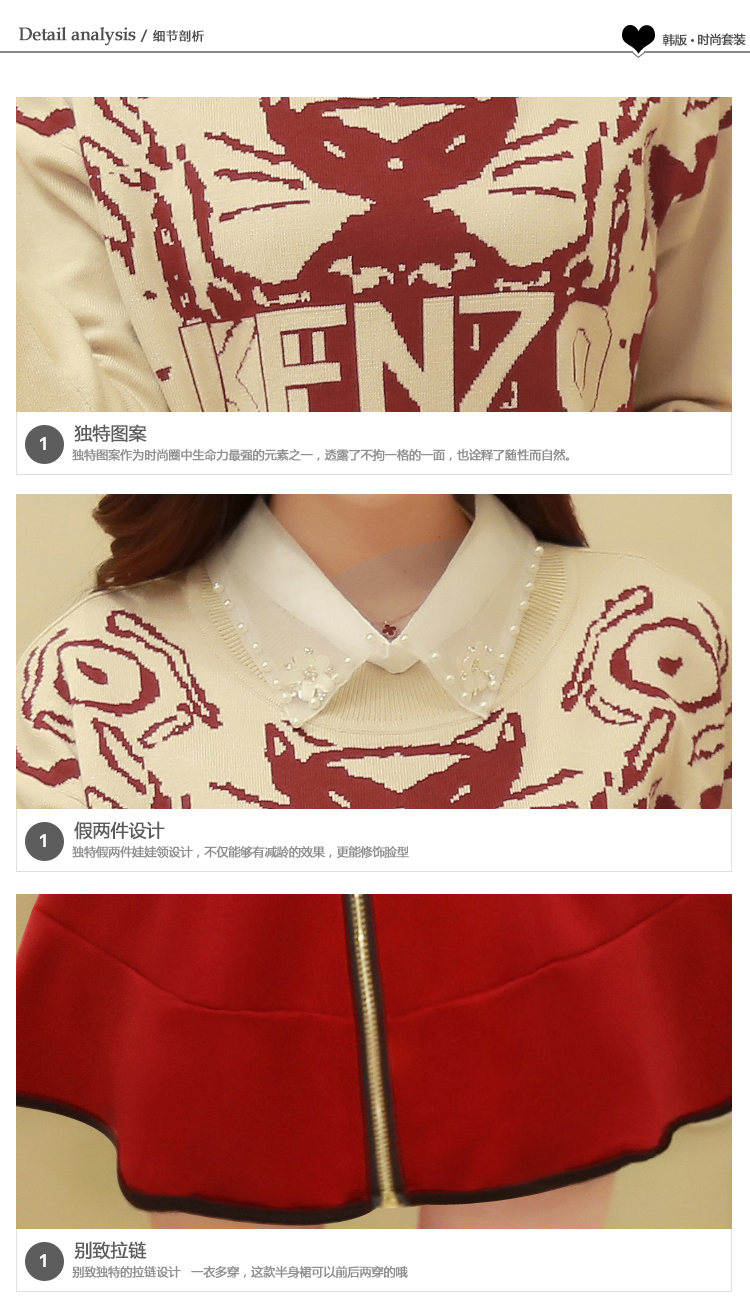 Detail analysis / 细节剖析
韩版·时尚套装
KENZO
1
独特图案
独特图案作为时尚圈中生命力最强的元素之一，透露了不拘一格的一面，也诠释了随性而自然。
1
假两件设计
独特假两件娃娃领设计，不仅能够有减龄的效果，更能修饰脸型
1
别致拉链
别致独特的拉链设计 一衣多穿，这款半身裙可以前后两穿的哦